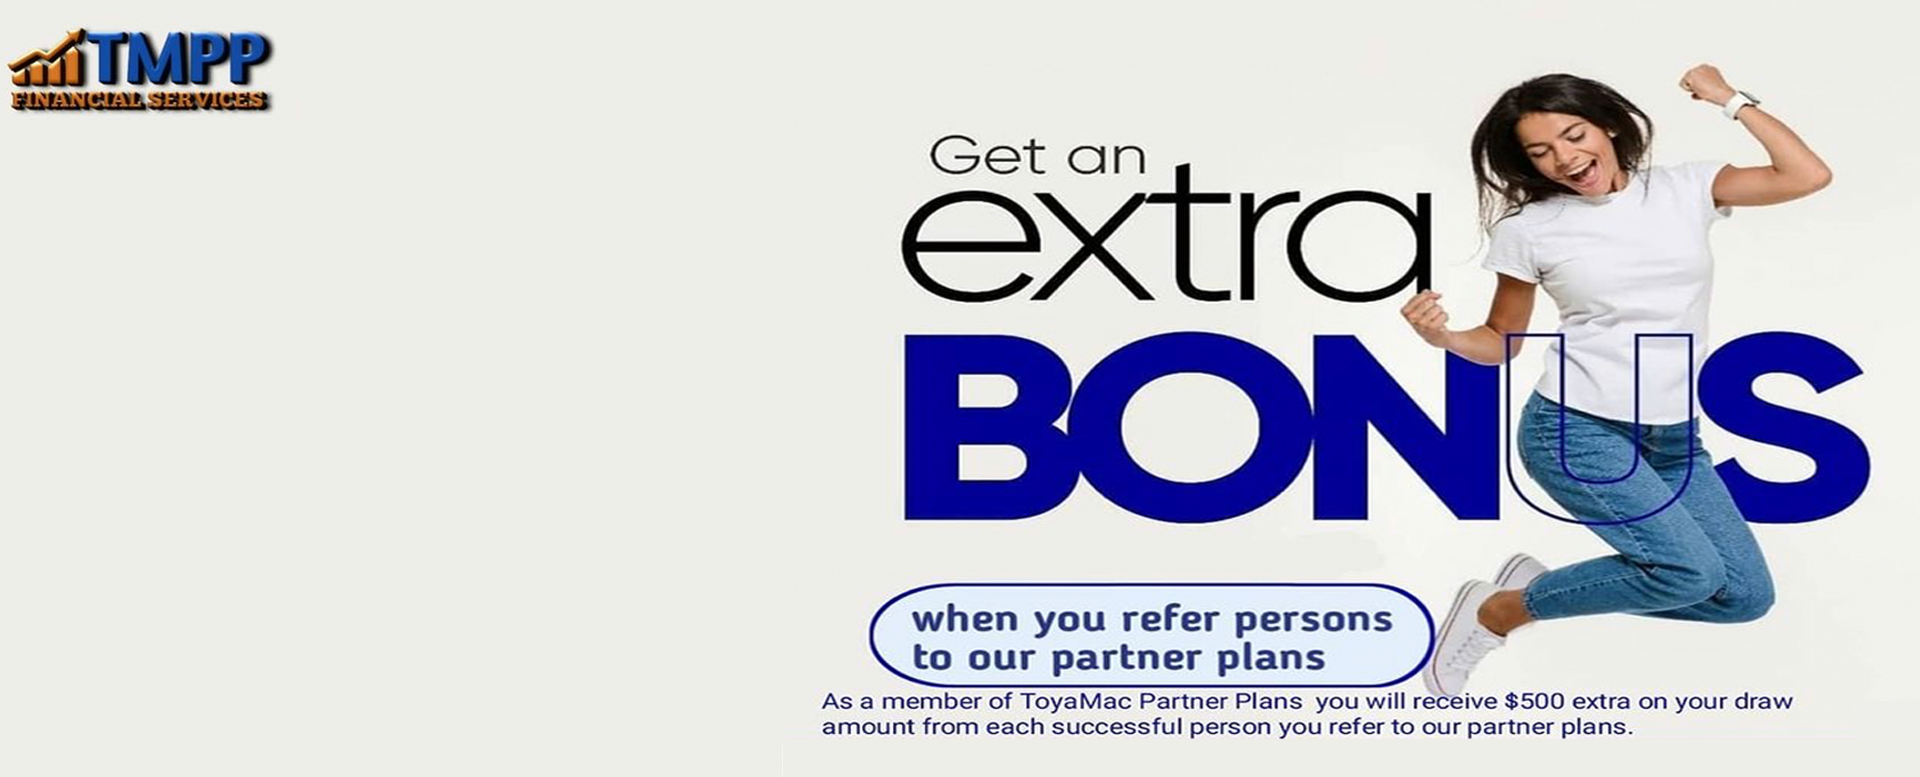 TMPP
FINANCIAL SERVICES
Get an
extra
BONUS
when you refer persons
to our partner plans
As a member of ToyaMac Partner Plans you will receive $500 extra on your draw
amount from each successful person you refer to our partner plans.